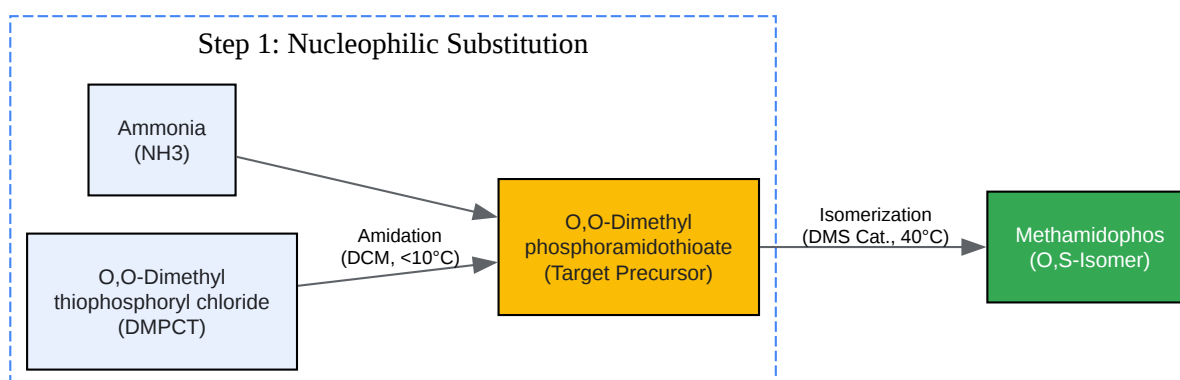 Step 1: Nucleophilic Substitution
Ammonia
(NH3)
O,O-Dimethyl
thiophosphoryl chloride
(DMPCT)
Amidation
(DCM, <10°C)
O,O-Dimethyl
phosphoramidothioate
(Target Precursor)
Isomerization
(DMS Cat., 40°C)
Methamidophos
(O,S-Isomer)